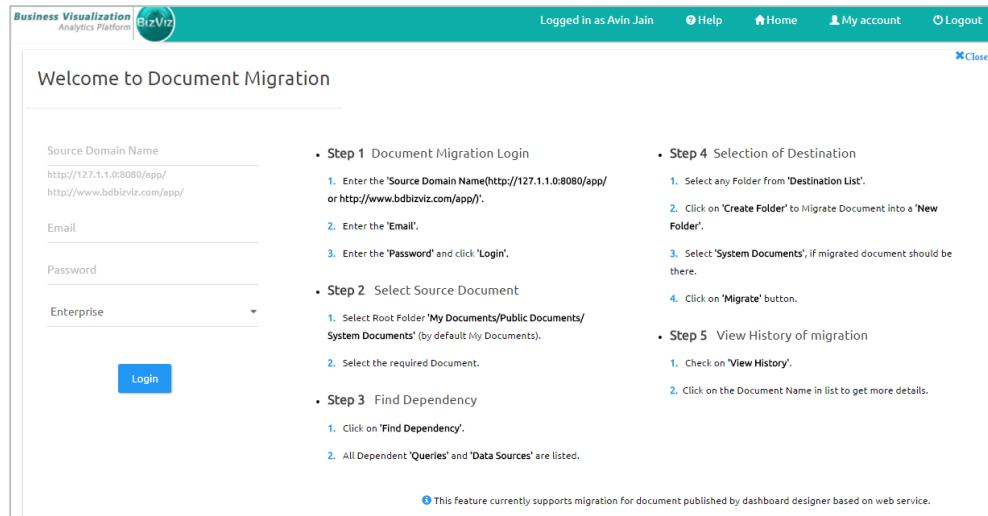 Business Visualization
Analytics Platform
BizViz
Logged in as Avin Jain
Help
Home
My account
Logout
Close
Welcome to Document Migration
Source Domain Name
http://127.1.1.0:8080/app/
http://www.bdbizviz.com/app/
Email
Password
Enterprise
Login
• Step 1 Document Migration Login
1. Enter the 'Source Domain Name(http://127.1.1.0:8080/app/
or http://www.bdbizviz.com/app/)'.
2. Enter the 'Email'.
3. Enter the 'Password' and click 'Login'.
• Step 2 Select Source Document
1. Select Root Folder 'My Documents/Public Documents/
System Documents' (by default My Documents).
2. Select the required Document.
• Step 3 Find Dependency
1. Click on 'Find Dependency'.
2. All Dependent 'Queries' and 'Data Sources' are listed.
• Step 4 Selection of Destination
1. Select any Folder from 'Destination List'.
2. Click on 'Create Folder' to Migrate Document into a 'New
Folder'.
3. Select 'System Documents', if migrated document should be
there.
4. Click on 'Migrate' button.
• Step 5 View History of migration
1. Check on 'View History'.
2. Click on the Document Name in list to get more details.
This feature currently supports migration for document published by dashboard designer based on web service.